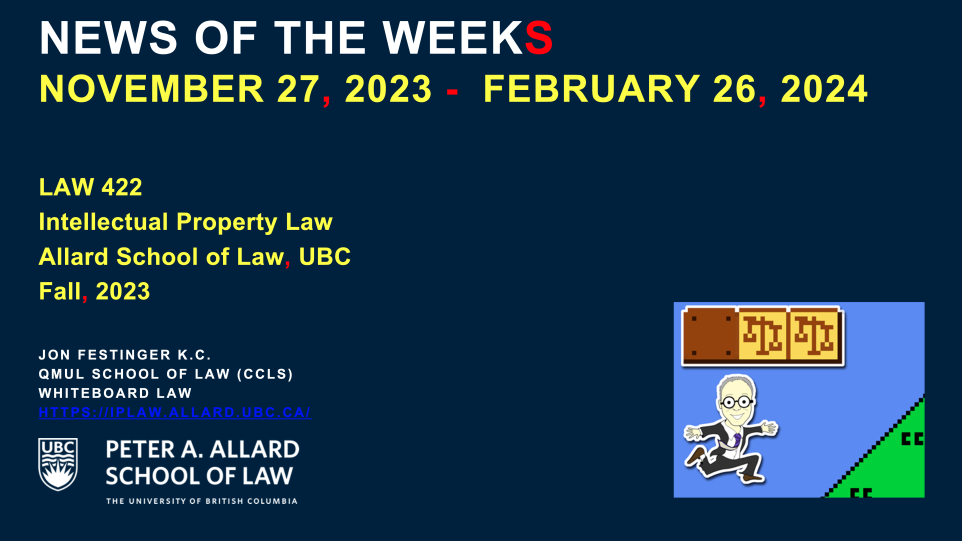 NEWS OF THE WEEKS
NOVEMBER 27, 2023 - FEBRUARY 26, 2024
LAW 422
Intellectual Property Law
Allard School of Law, UBC
Fall, 2023
JON FESTINGER K.C.
QMUL SCHOOL OF LAW (CCLS)
WHITEBOARD LAW
HTTPS://IPLAW.ALLARD.UBC.CA/
UBC
PETER A. ALLARD
SCHOOL OF LAW
THE UNIVERSITY OF BRITISH COLUMBIA